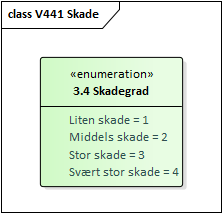 class V441 Skade
«enumeration»
3.4 Skadegrad
Liten skade = 1
Middels skade = 2
Stor skade = 3
Svært stor skade = 4